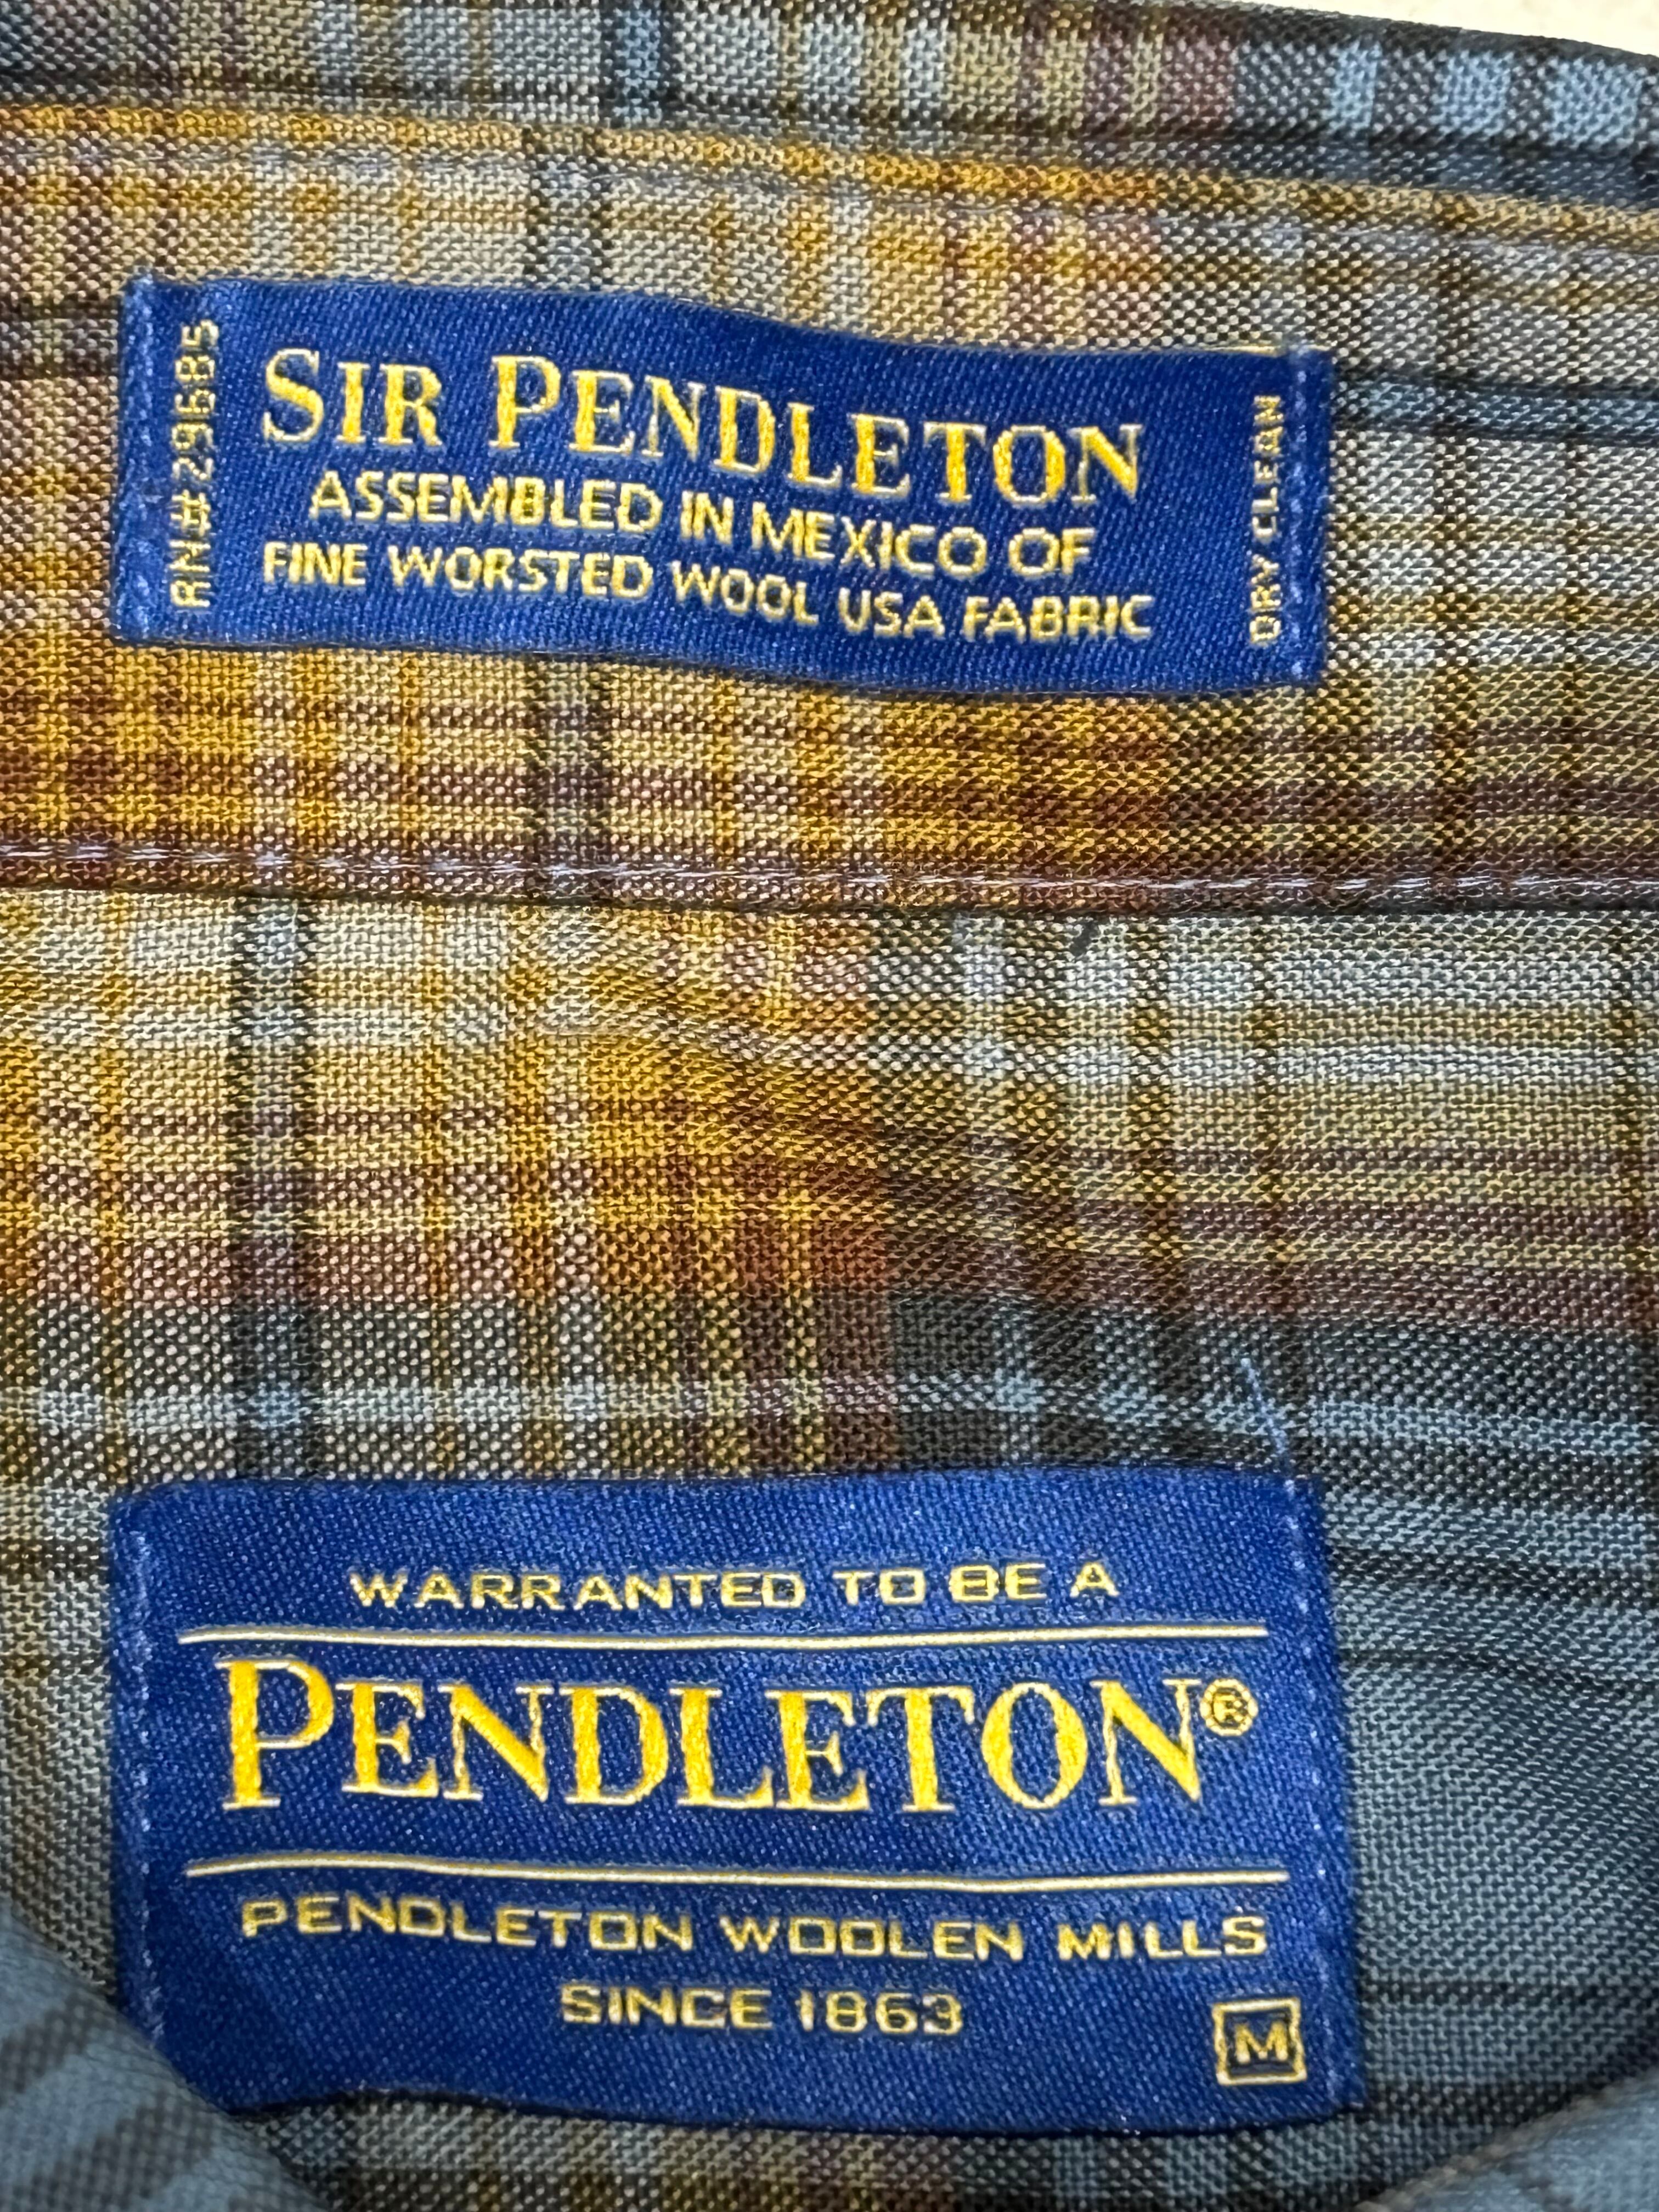 RN#29685
SIR PENDLETON
ASSEMBLED IN MEXICO OF
FINE WORSTED WOOL USA FABRIC
DRY CLEAN
WARRANTED TO BE A
PENDLETON®
PENDLETON WOOLEN MILLS
SINCE 1863
M